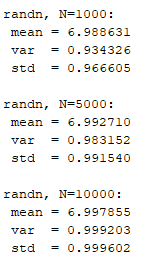 randn, N=1000:
mean = 6.988631
var = 0.934326
std = 0.966605
randn, N=5000:
mean = 6.992710
var = 0.983152
std = 0.991540
randn, N=10000:
mean = 6.997855
var = 0.999203
std = 0.999602